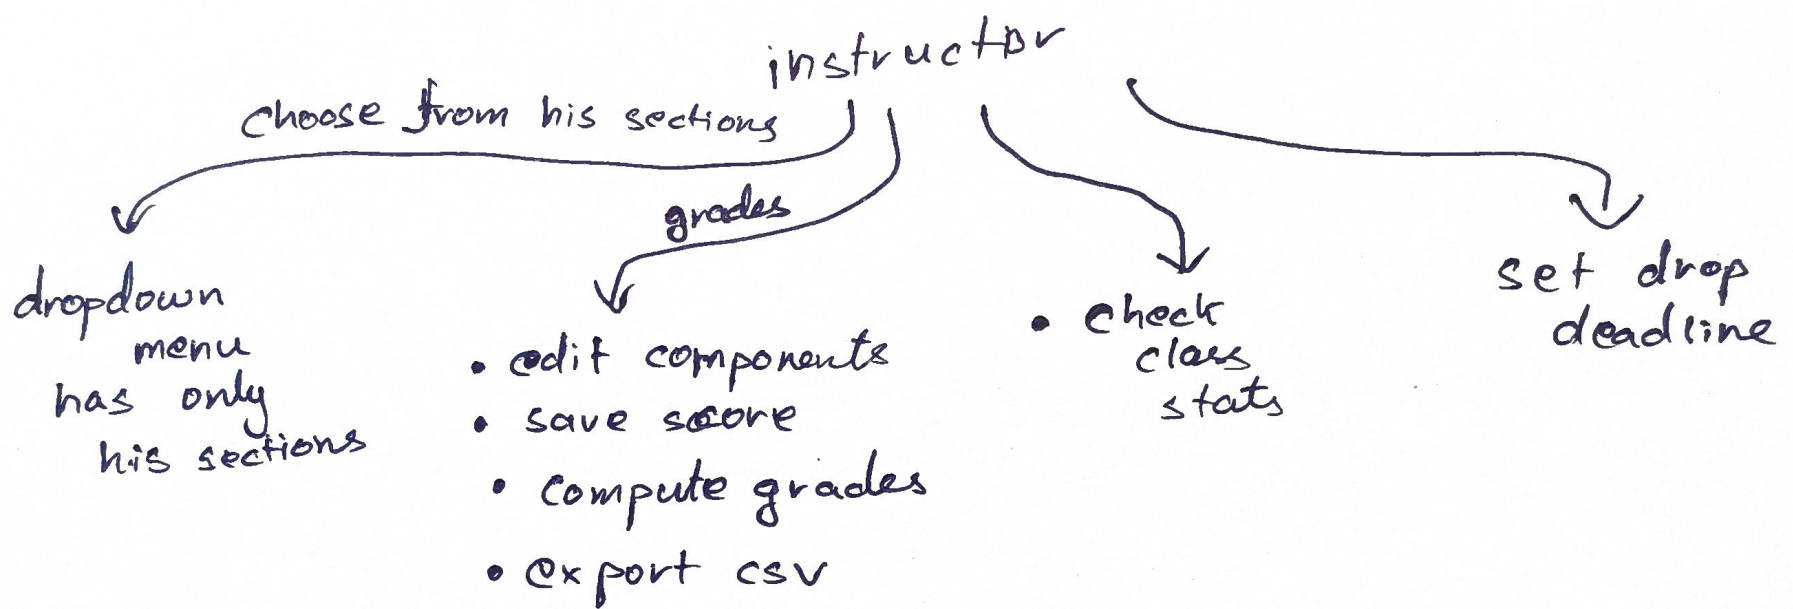 instructor
choose from his sections
grades
dropdown
menu
has only
his sections
• edit components
• save score
• compute grades
• export csv
• check
class
stats
set drop
deadline